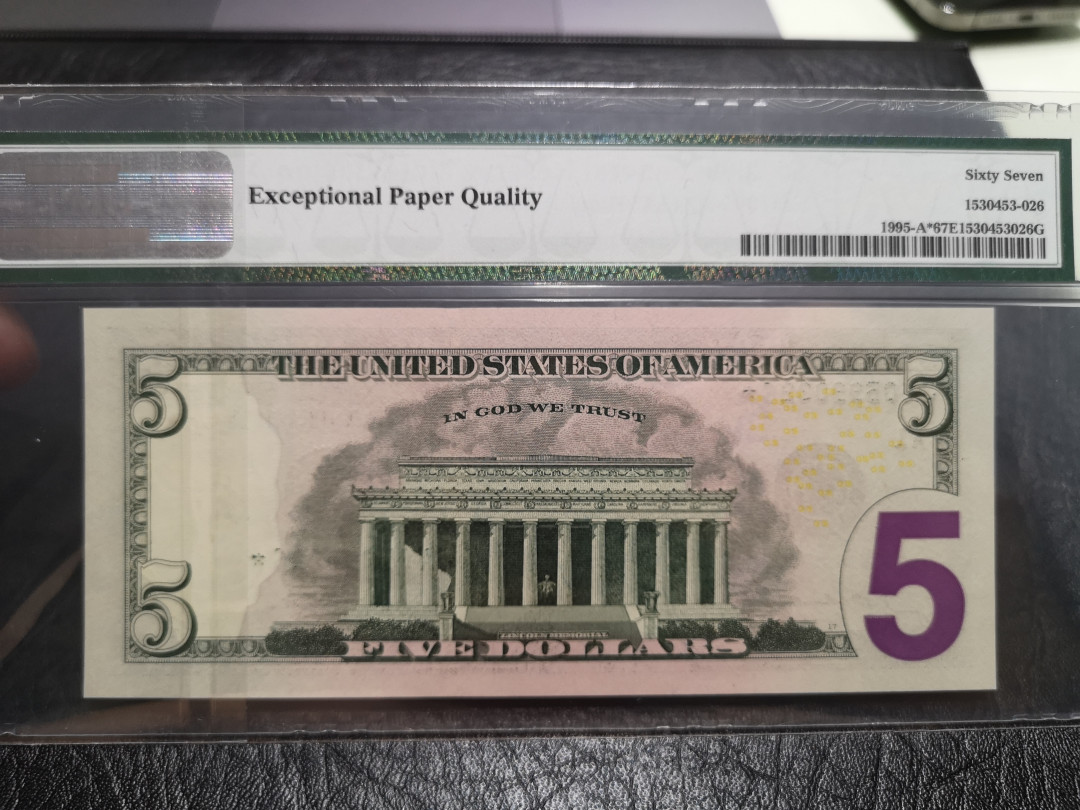 Exceptional Paper Quality
Sixty Seven
1530453-026
1995-A*67E1530453026G
5 THE UNITED STATES OF AMERICA 5
IN GOD WE TRUST
5 5
LINCOLN MEMORIAL
FIVE DOLLARS